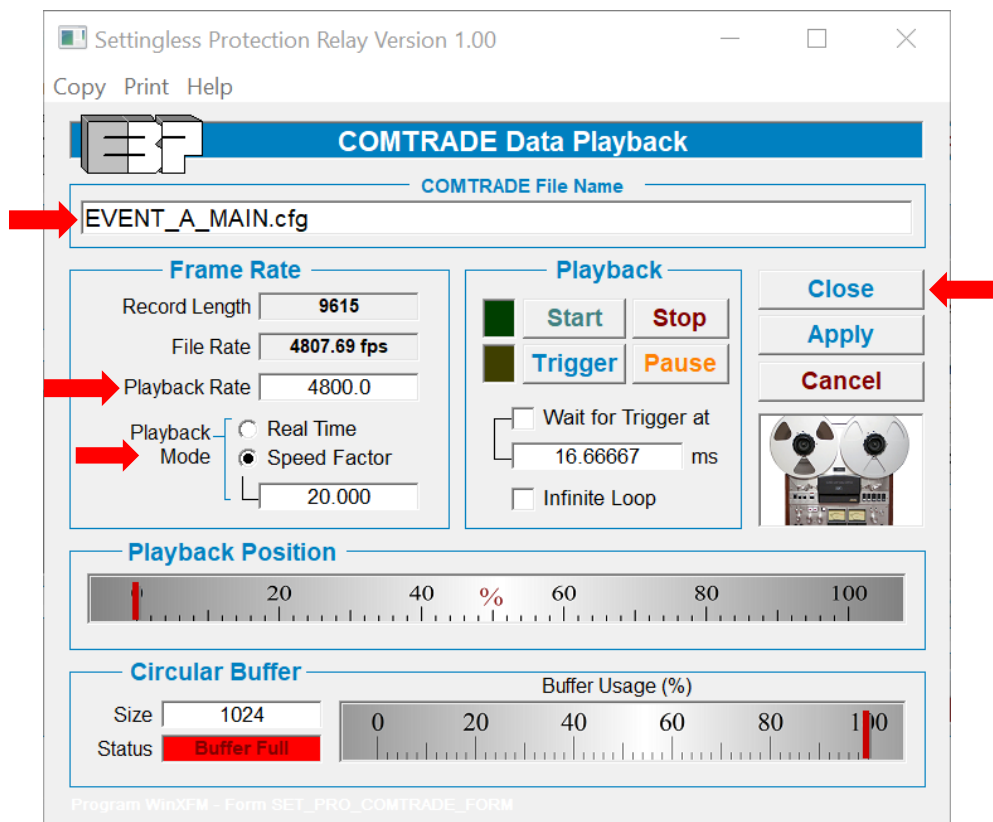 Settingless Protection Relay Version 1.00
Copy Print Help
EBP COMTRADE Data Playback
COMTRADE File Name
EVENT_A_MAIN.cfg
Frame Rate
Record Length 9615
File Rate 4807.69 fps
Playback Rate 4800.0
Playback Mode
Real Time
Speed Factor
20.000
Playback
Start Stop
Trigger Pause
Wait for Trigger at
16.66667 ms
Infinite Loop
Close
Apply
Cancel
Playback Position
0 20 40 % 60 80 100
Circular Buffer
Size 1024
Status Buffer Full
Buffer Usage (%)
0 20 40 60 80 100
Program WinXFM - Form SET_PRO_COMTRADE_FORM